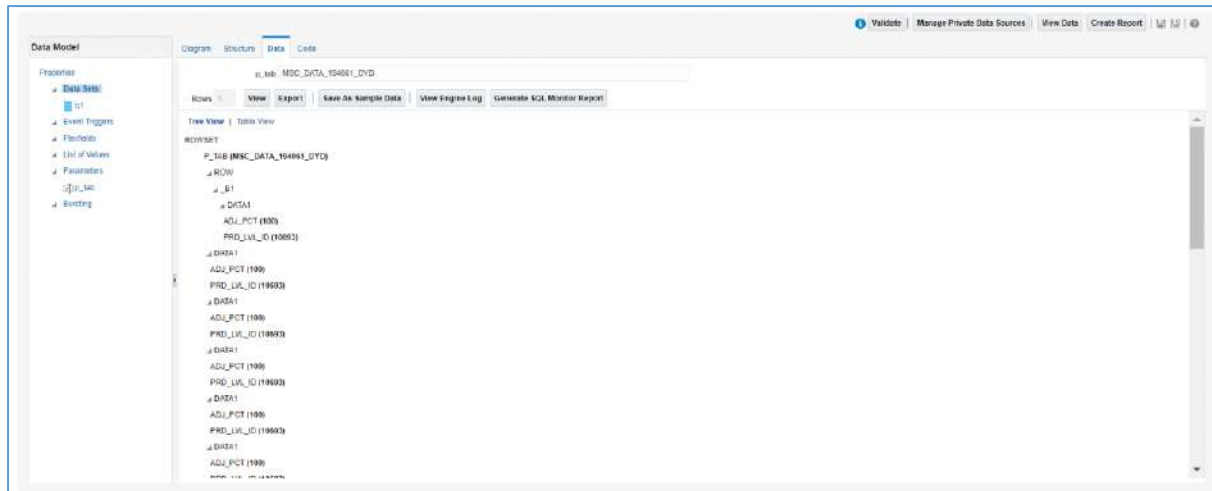 Validate | Manage Private Data Sources | View Data Create Report
Data Model
Diagram Structure Data Code
Properties
Data Sets
q1
Event Triggers
Flexfields
List of Values
Parameters
p_tab
Bursting
p_tab MSC_DATA_194061_DYD
Rows View Export | Save As Sample Data | View Engine Log Generate SQL Monitor Report
Tree View | Table View
ROWSET
P_TAB (MSC_DATA_194061_DYD)
ROW
_B1
DATA1
ADJ_PCT (100)
PRD_LVL_ID (10693)
DATA1
ADJ_PCT (100)
PRD_LVL_ID (10693)
DATA1
ADJ_PCT (100)
PRD_LVL_ID (10693)
DATA1
ADJ_PCT (100)
PRD_LVL_ID (10693)
DATA1
ADJ_PCT (100)
PRD_LVL_ID (10693)
DATA1
ADJ_PCT (100)